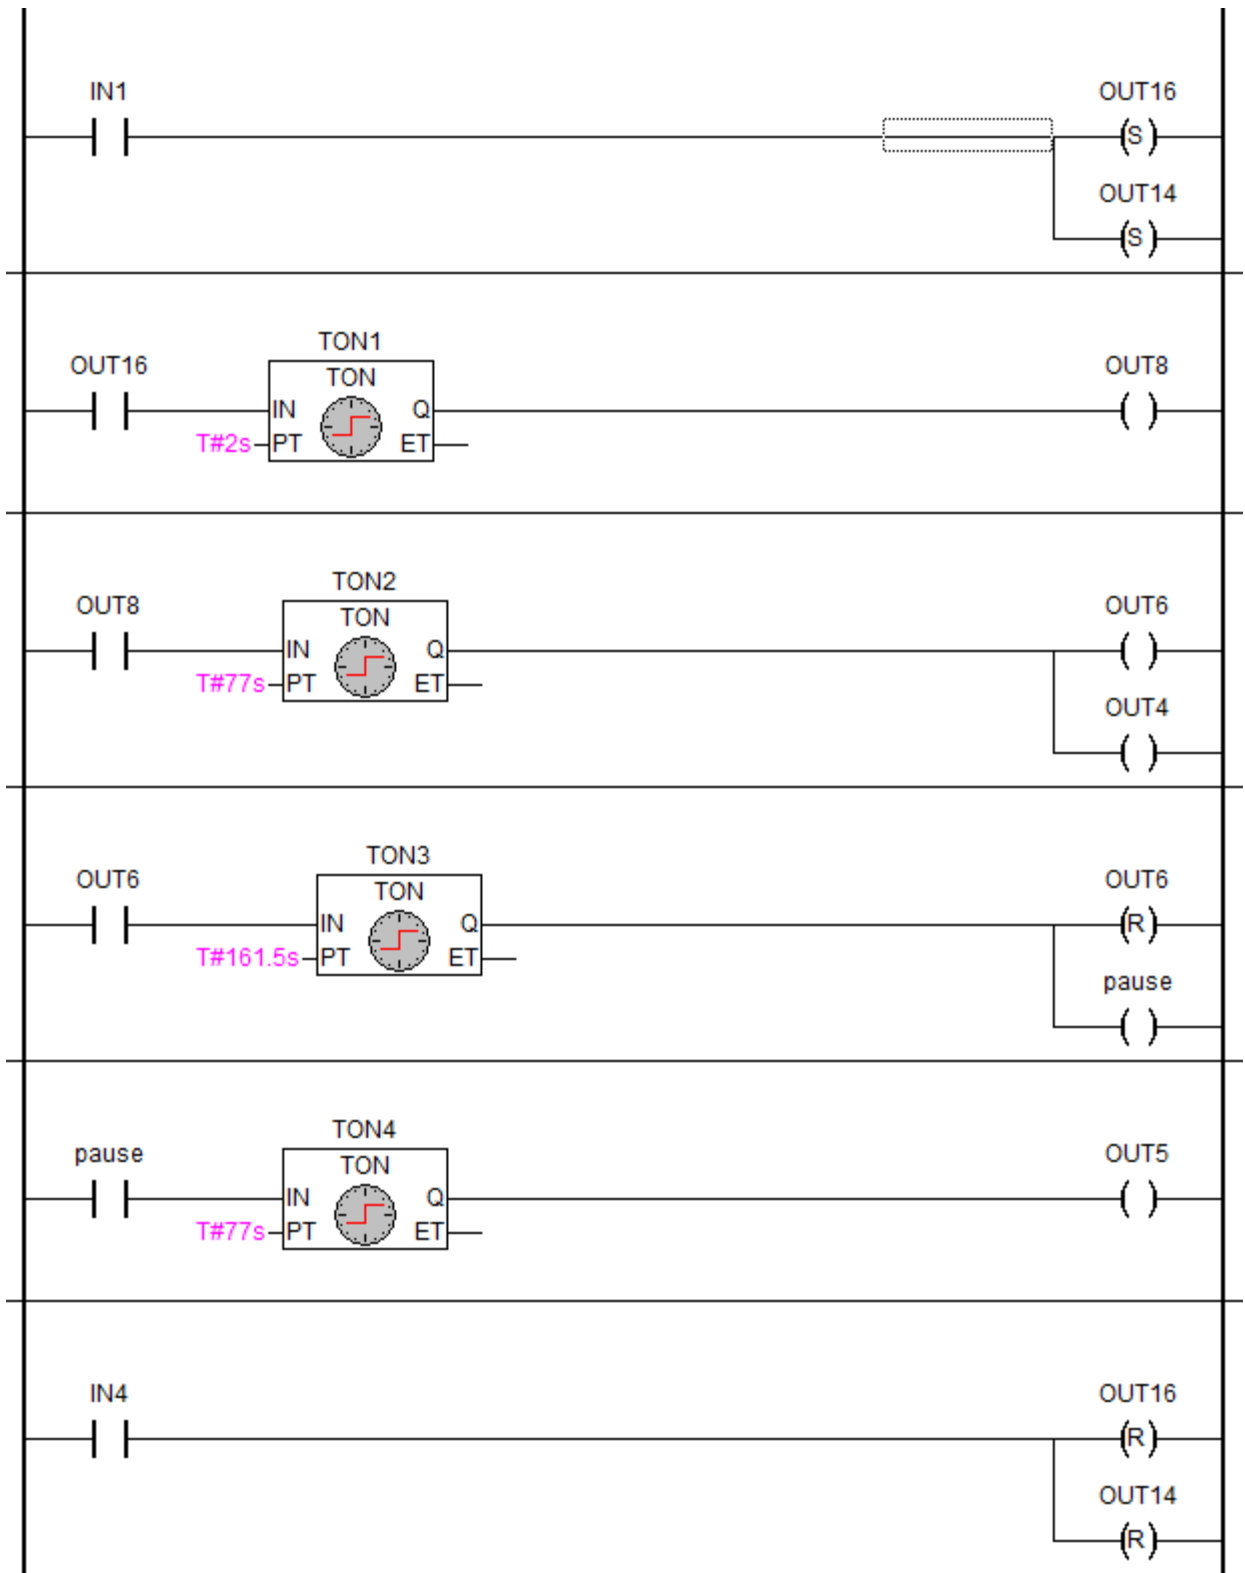 IN1 OUT16
S
OUT14
S
TON1
OUT16 TON OUT8
IN Q
T#2s PT ET
TON2
OUT8 TON OUT6
IN Q
T#77s PT ET
OUT4
TON3
OUT6 TON OUT6
IN Q R
T#161.5s PT ET
pause
TON4
pause TON OUT5
IN Q
T#77s PT ET
IN4 OUT16
R
OUT14
R